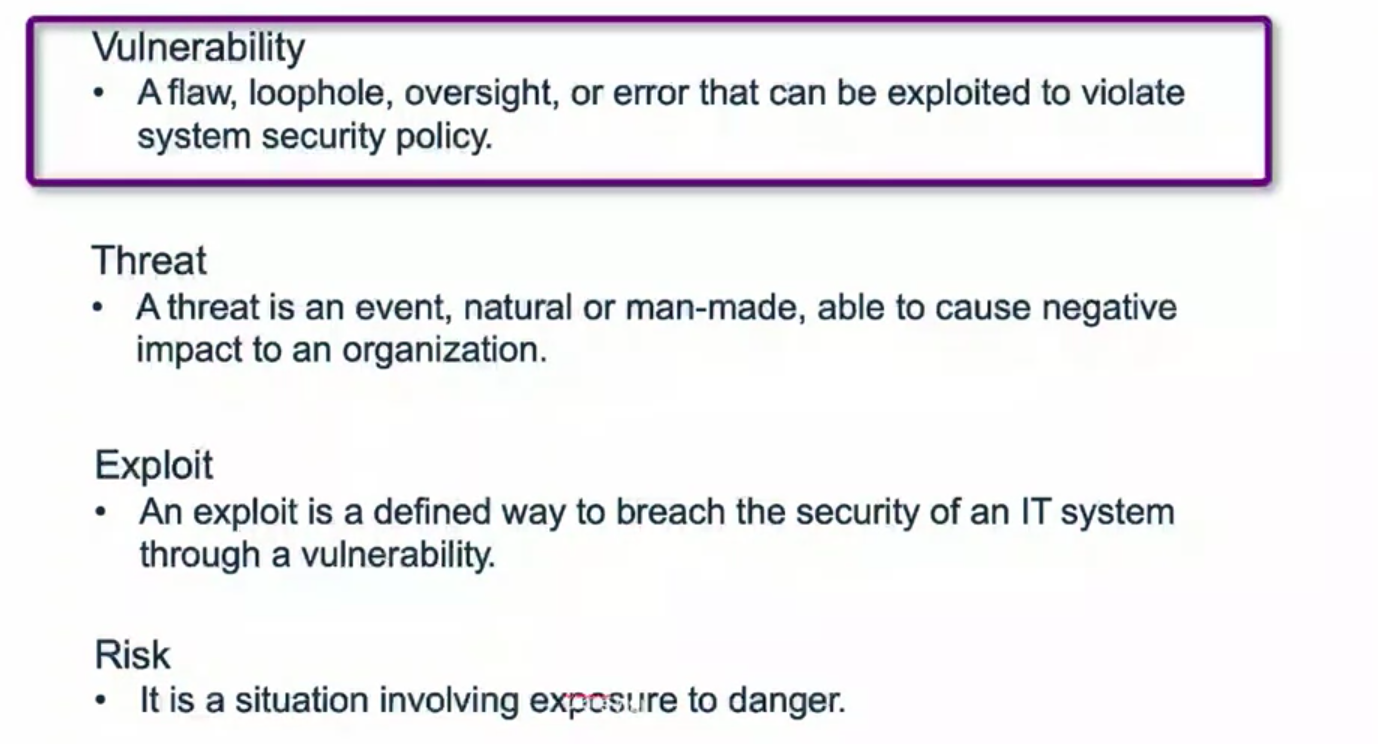 Vulnerability
• A flaw, loophole, oversight, or error that can be exploited to violate
system security policy.
Threat
• A threat is an event, natural or man-made, able to cause negative
impact to an organization.
Exploit
• An exploit is a defined way to breach the security of an IT system
through a vulnerability.
Risk
• It is a situation involving exposure to danger.